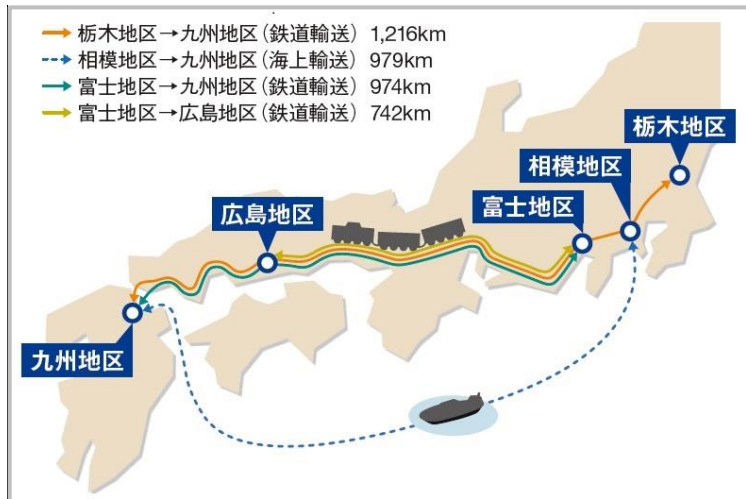 栃木地区→九州地区(鉄道輸送) 1,216km
相模地区→九州地区(海上輸送) 979km
富士地区→九州地区(鉄道輸送) 974km
富士地区→広島地区(鉄道輸送) 742km
栃木地区
相模地区
富士地区
広島地区
九州地区